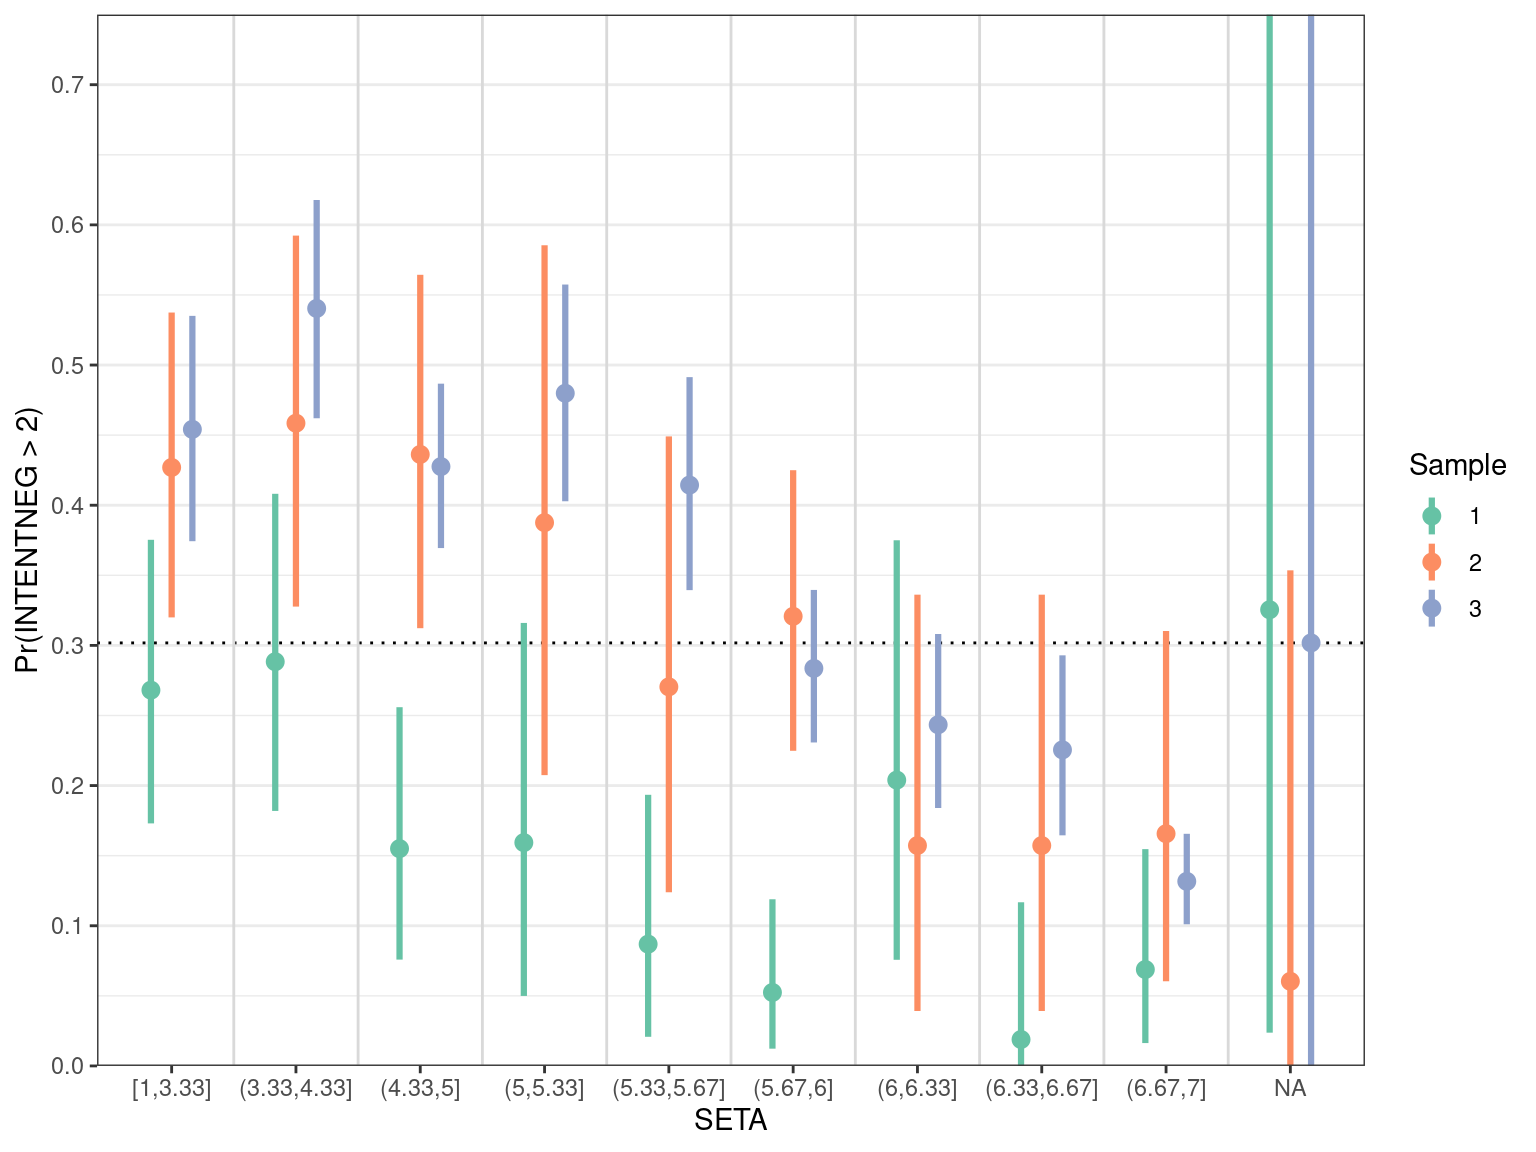 0.7
0.6
0.5
0.4
0.3
0.2
0.1
0.0
Pr(INTENTNEG > 2)
[1,3.33] (3.33,4.33] (4.33,5] (5,5.33] (5.33,5.67] (5.67,6] (6,6.33] (6.33,6.67] (6.67,7] NA
SETA
Sample
1
2
3